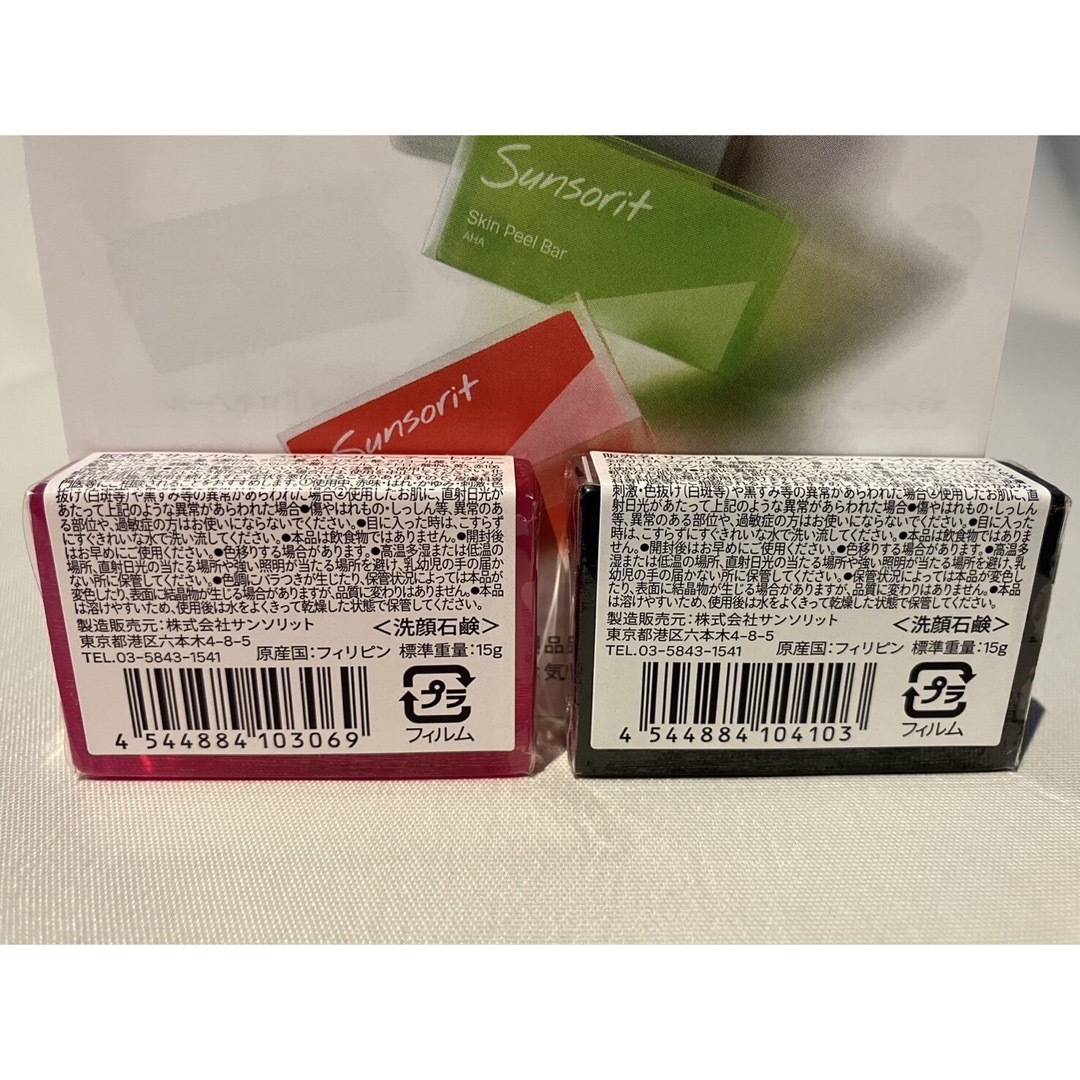 Sunsorit
Skin Peel Bar
AHA
Sunsorit
抜け(白斑等)や黒ずみ等の異常があらわれた場合②使用したお肌に、直射日光が
あたって上記のような異常があらわれた場合●傷やはれもの・しっしん等、異常のあ
る部位や、過敏症の方はお使いにならないでください。●目に入った時は、こすらず
にすぐきれいな水で洗い流してください。●本品は飲食物ではありません。●開封後
はお早めにご使用ください。●色移りする場合があります。●高温多湿または低温の
場所、直射日光の当たる場所や強い照明が当たる場所を避け、乳幼児の手の届か
ない所に保管してください。●色調にバラつきが生じたり、保管状況によっては本品が
変色したり、表面に結晶物が生じる場合がありますが、品質に変わりはありません。●本
品は溶けやすいため、使用後は水をよくきって乾燥した状態で保管してください。
製造販売元：株式会社サンソリット
東京都港区六本木4-8-5
＜洗顔石鹸＞
TEL.03-5843-1541 原産国：フィリピン 標準重量：15g
4 544884 103069
プラ
フィルム
刺激・色抜け(白斑等)や黒ずみ等の異常があらわれた場合②使用したお肌に、直
射日光があたって上記のような異常があらわれた場合●傷やはれもの・しっしん
等、異常のある部位や、過敏症の方はお使いにならないでください。●目に入った
時は、こすらずにすぐきれいな水で洗い流してください。●本品は飲食物ではありま
せん。●開封後はお早めにご使用ください。●色移りする場合があります。●高温多
湿または低温の場所、直射日光の当たる場所や強い照明が当たる場所を避け、乳
幼児の手の届かない所に保管してください。●保管状況によっては本品が変色し
たり、表面に結晶物が生じる場合がありますが、品質に変わりはありません。●本品
は溶けやすいため、使用後は水をよくきって乾燥した状態で保管してください。
製造販売元：株式会社サンソリット
東京都港区六本木4-8-5
＜洗顔石鹸＞
TEL.03-5843-1541 原産国：フィリピン 標準重量：15g
4 544884 104103
プラ
フィルム